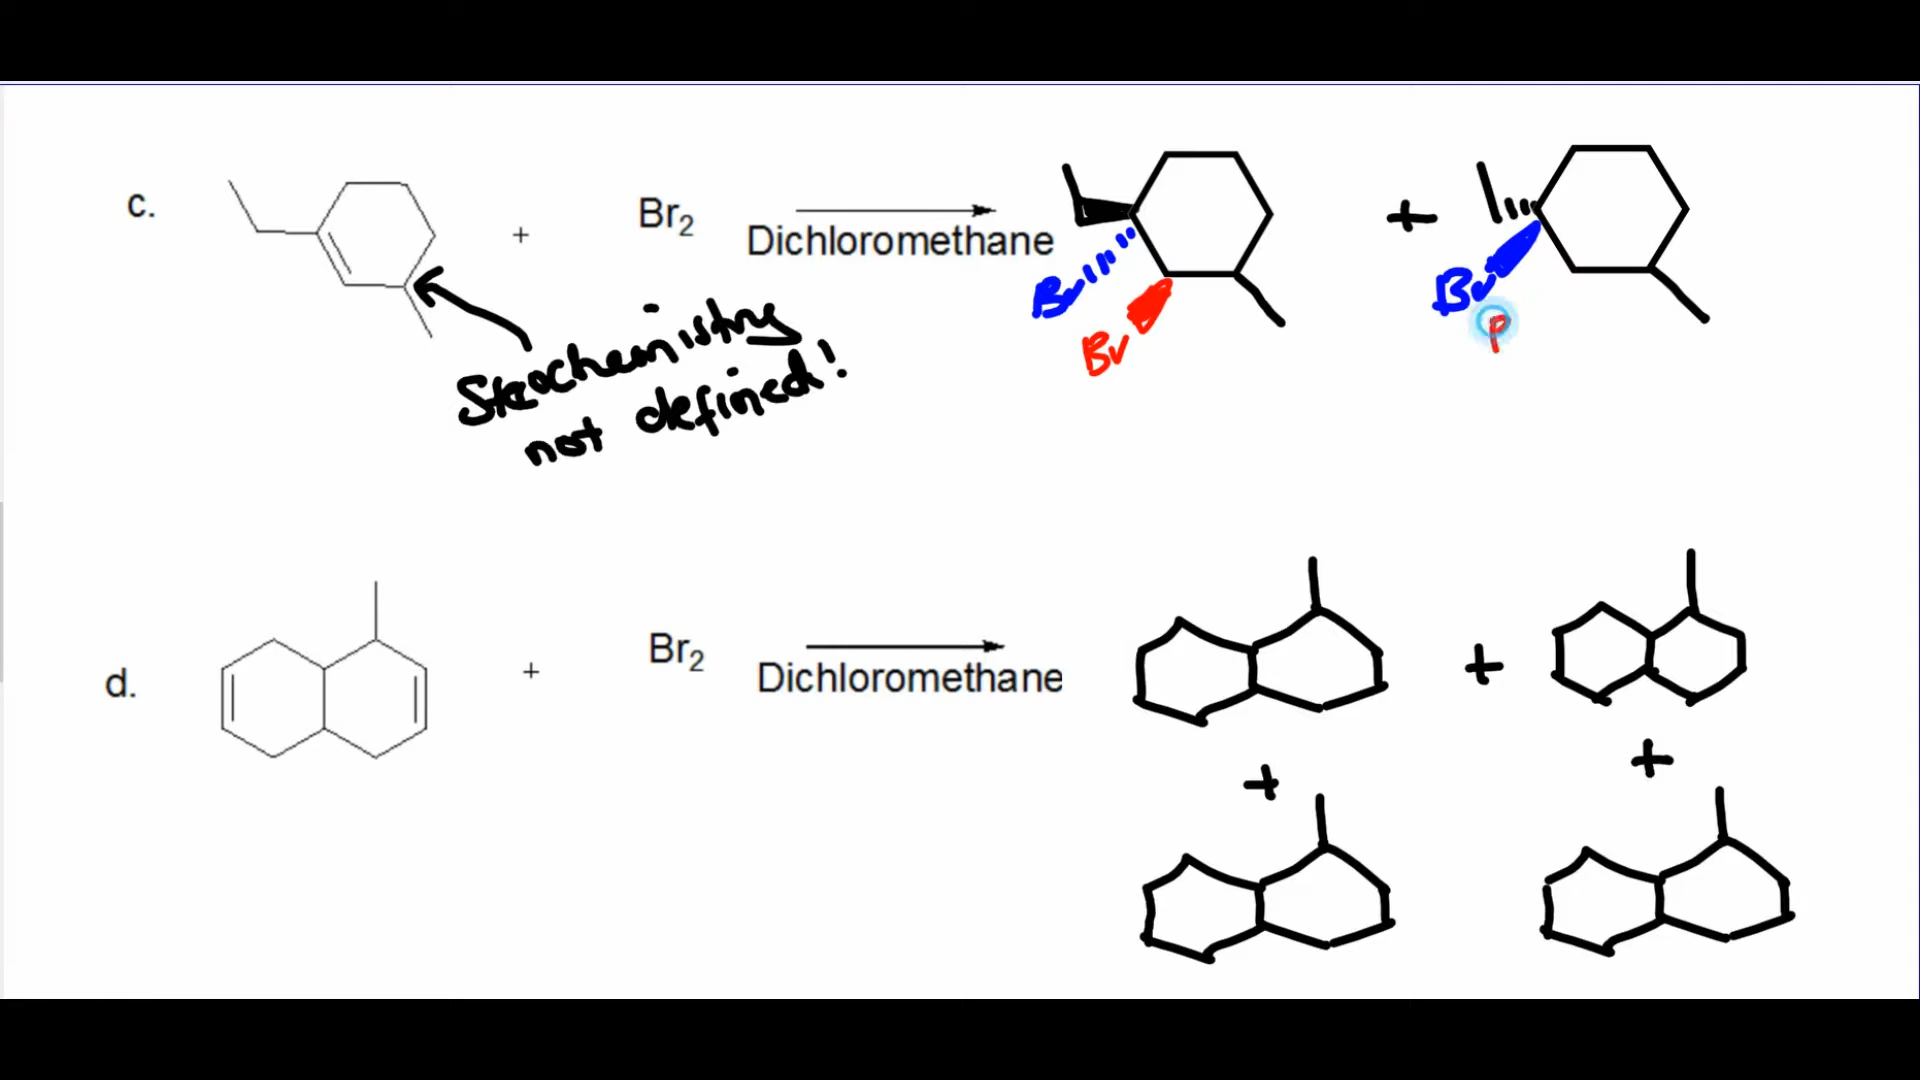 c.
+
Br2
Dichloromethane
Br
Br
+
Br
Stereochemistry
not defined!
d.
+
Br2
Dichloromethane
+
+
+